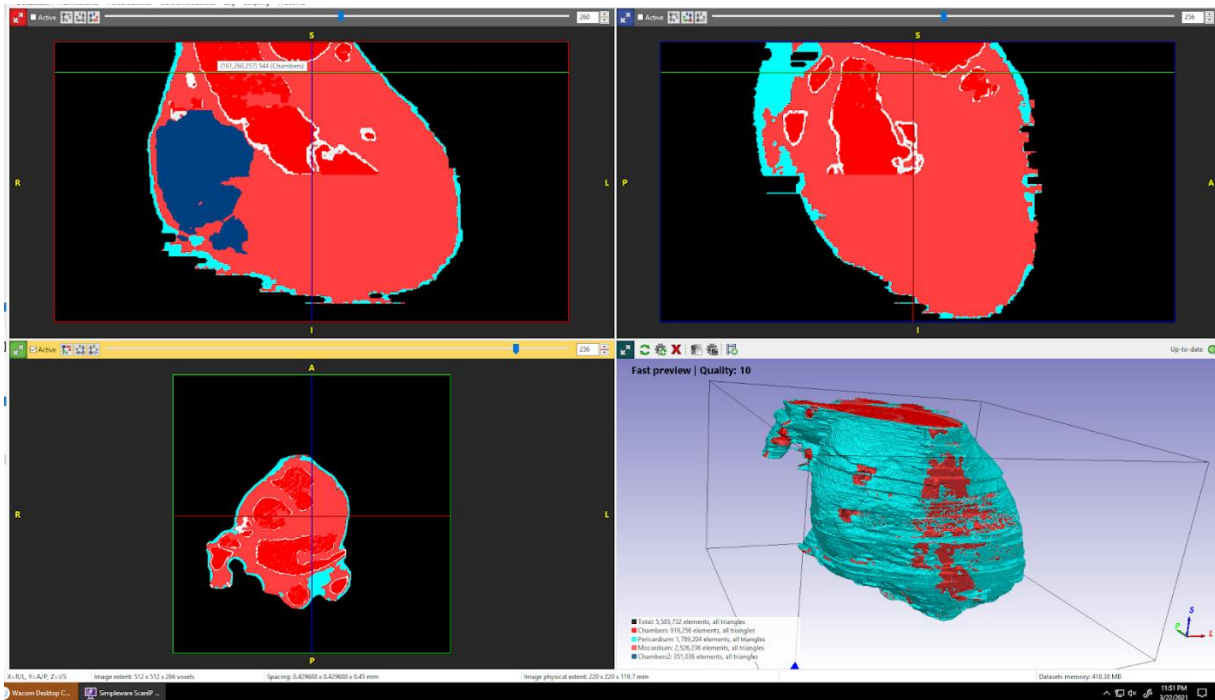 Active
260
S
(167,260,257) 544 (Chambers)
R
L
I
Active
256
S
P
A
I
Active
236
A
R
L
P
Up-to-date
Fast preview | Quality: 10
Total: 5,585,732 elements, all triangles
Chambers: 919,256 elements, all triangles
Pericardium: 1,789,204 elements, all triangles
Mocardium: 2,526,236 elements, all triangles
Chambers2: 351,036 elements, all triangles
S
P
L
X=R/L, Y=A/P, Z=I/S
Image extent: 512 x 512 x 266 voxels
Spacing: 0.429688 x 0.429688 x 0.45 mm
Image physical extent: 220 x 220 x 119.7 mm
Datasets memory: 418.38 MB
Wacom Desktop C...
Simpleware ScanIP ...
11:51 PM
3/22/2021